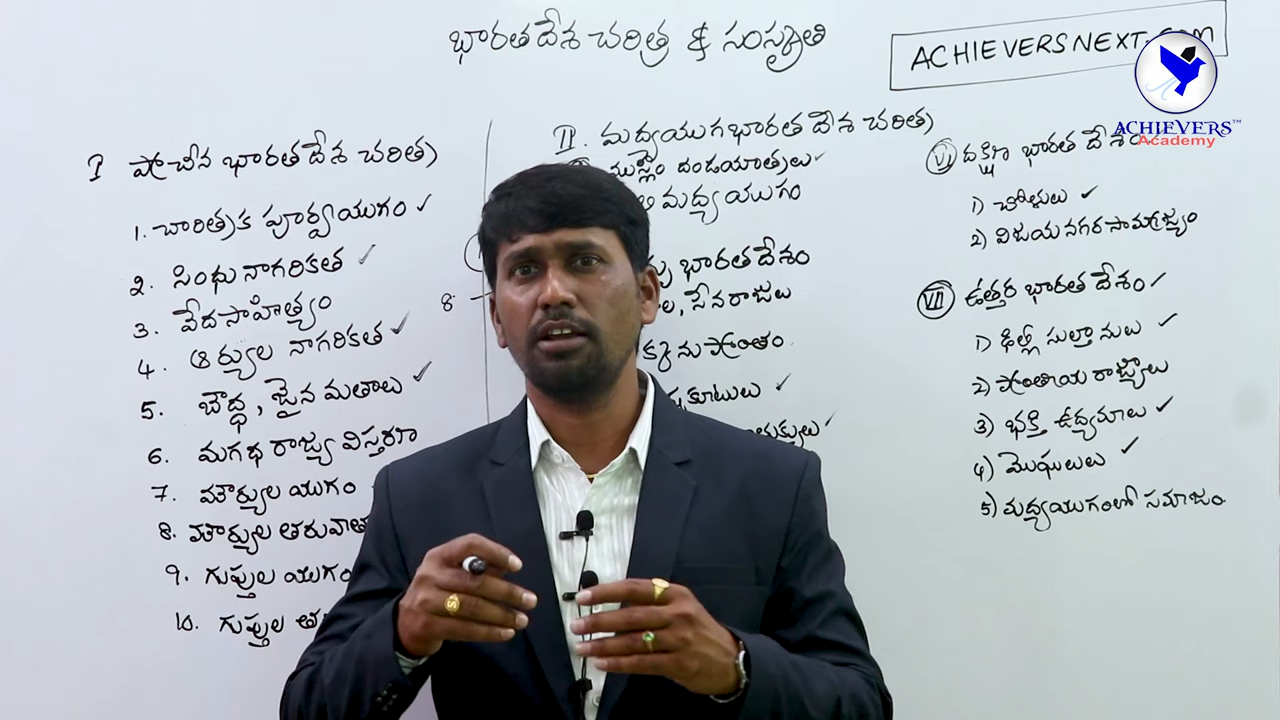 భారతదేశ చరిత్ర & సంస్కృతి
ACHIEVERSNEXT.COM
ACHIEVERS™
Academy
I ప్రాచీన భారతదేశ చరిత్ర
1. చారిత్రక పూర్వయుగం ✓
2. సింధు నాగరికత ✓
3. వేదసాహిత్యం
4. ఆర్యుల నాగరికత ✓
5. బౌద్ధ, జైన మతాలు ✓
6. మగధ రాజ్య విస్తరణ
7. మౌర్యుల యుగం
8. మౌర్యుల తరువాత
9. గుప్తుల యుగం
10. గుప్తుల
II. మధ్యయుగ భారతదేశ చరిత్ర
ముస్లిం దండయాత్రలు ✓
మధ్యయుగం
భారతదేశం
8.
సేనరాజులు
కూటులు ✓
VI దక్షిణ భారతదేశం
1) చోళులు ✓
2) విజయనగర సామ్రాజ్యం
VII ఉత్తర భారతదేశం ✓
1) ఢిల్లీ సుల్తానులు ✓
2) ప్రాంతీయ రాజ్యాలు
3) భక్తి ఉద్యమాలు ✓
4) మొఘలులు ✓
5) మధ్యయుగంలో సమాజం